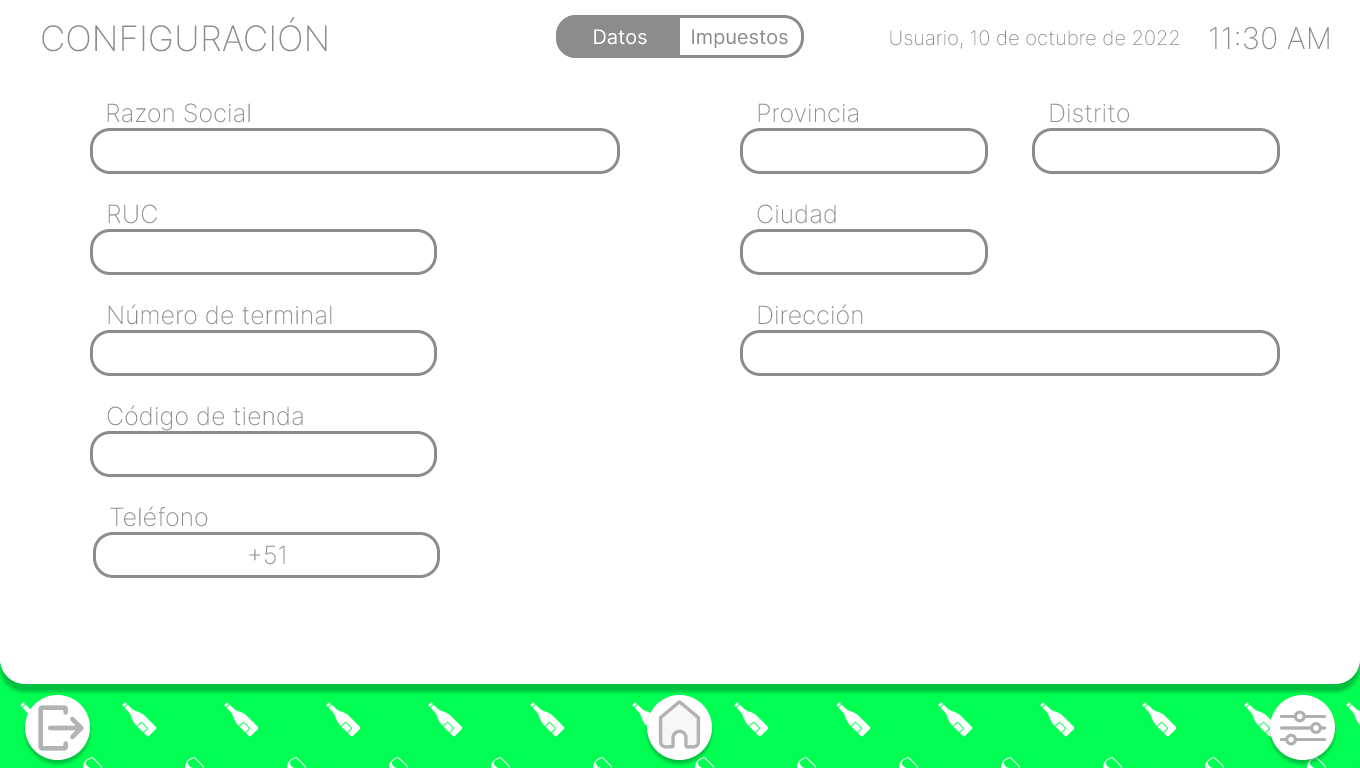 CONFIGURACIÓN
Datos
Impuestos
Usuario, 10 de octubre de 2022
11:30 AM
Razon Social
Provincia
Distrito
RUC
Ciudad
Número de terminal
Dirección
Código de tienda
Teléfono
+51